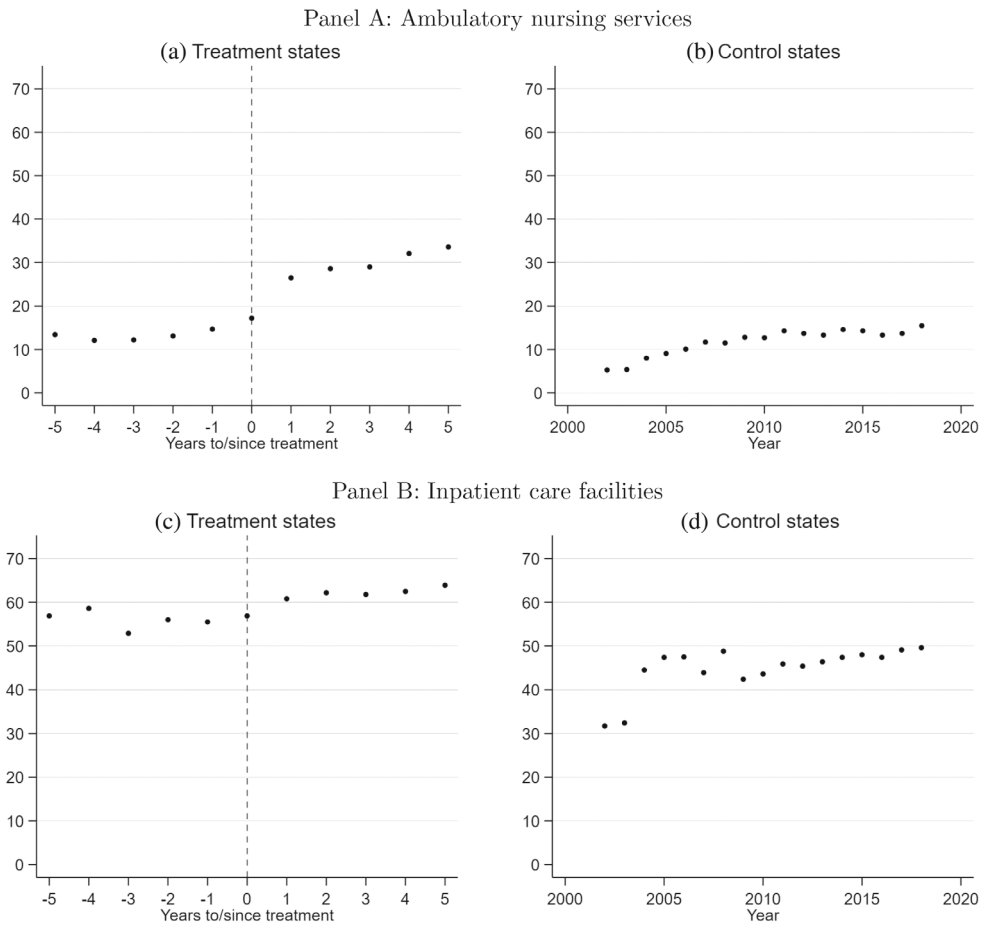 Panel A: Ambulatory nursing services
(a) Treatment states
70
60
50
40
30
20
10
0
-5 -4 -3 -2 -1 0 1 2 3 4 5
Years to/since treatment
(b) Control states
70
60
50
40
30
20
10
0
2000 2005 2010 2015 2020
Year
Panel B: Inpatient care facilities
(c) Treatment states
70
60
50
40
30
20
10
0
-5 -4 -3 -2 -1 0 1 2 3 4 5
Years to/since treatment
(d) Control states
70
60
50
40
30
20
10
0
2000 2005 2010 2015 2020
Year